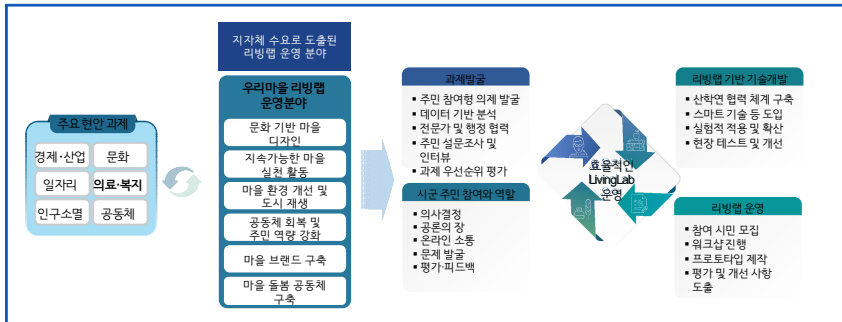 지자체 수요로 도출된
리빙랩 운영 분야
주요 현안 과제
경제·산업
문화
일자리
의료·복지
인구소멸
공동체
우리마을 리빙랩
운영분야
문화 기반 마을
디자인
지속가능한 마을
실천 활동
마을 환경 개선 및
도시 재생
공동체 회복 및
주민 역량 강화
마을 브랜드 구축
마을 돌봄 공동체
구축
과제발굴
▪ 주민 참여형 의제 발굴
▪ 데이터 기반 분석
▪ 전문가 및 행정 협력
▪ 주민 설문조사 및
인터뷰
▪ 과제 우선순위 평가
시군 주민 참여와 역할
▪ 의사결정
▪ 공론의 장
▪ 온라인 소통
▪ 문제 발굴
▪ 평가·피드백
효율적인
LivingLab
운영
리빙랩 기반 기술개발
▪ 산학연 협력 체계 구축
▪ 스마트 기술 등 도입
▪ 실험적 적용 및 확산
▪ 현장 테스트 및 개선
리빙랩 운영
▪ 참여 시민 모집
▪ 워크샵 진행
▪ 프로토타입 제작
▪ 평가 및 개선 사항
도출